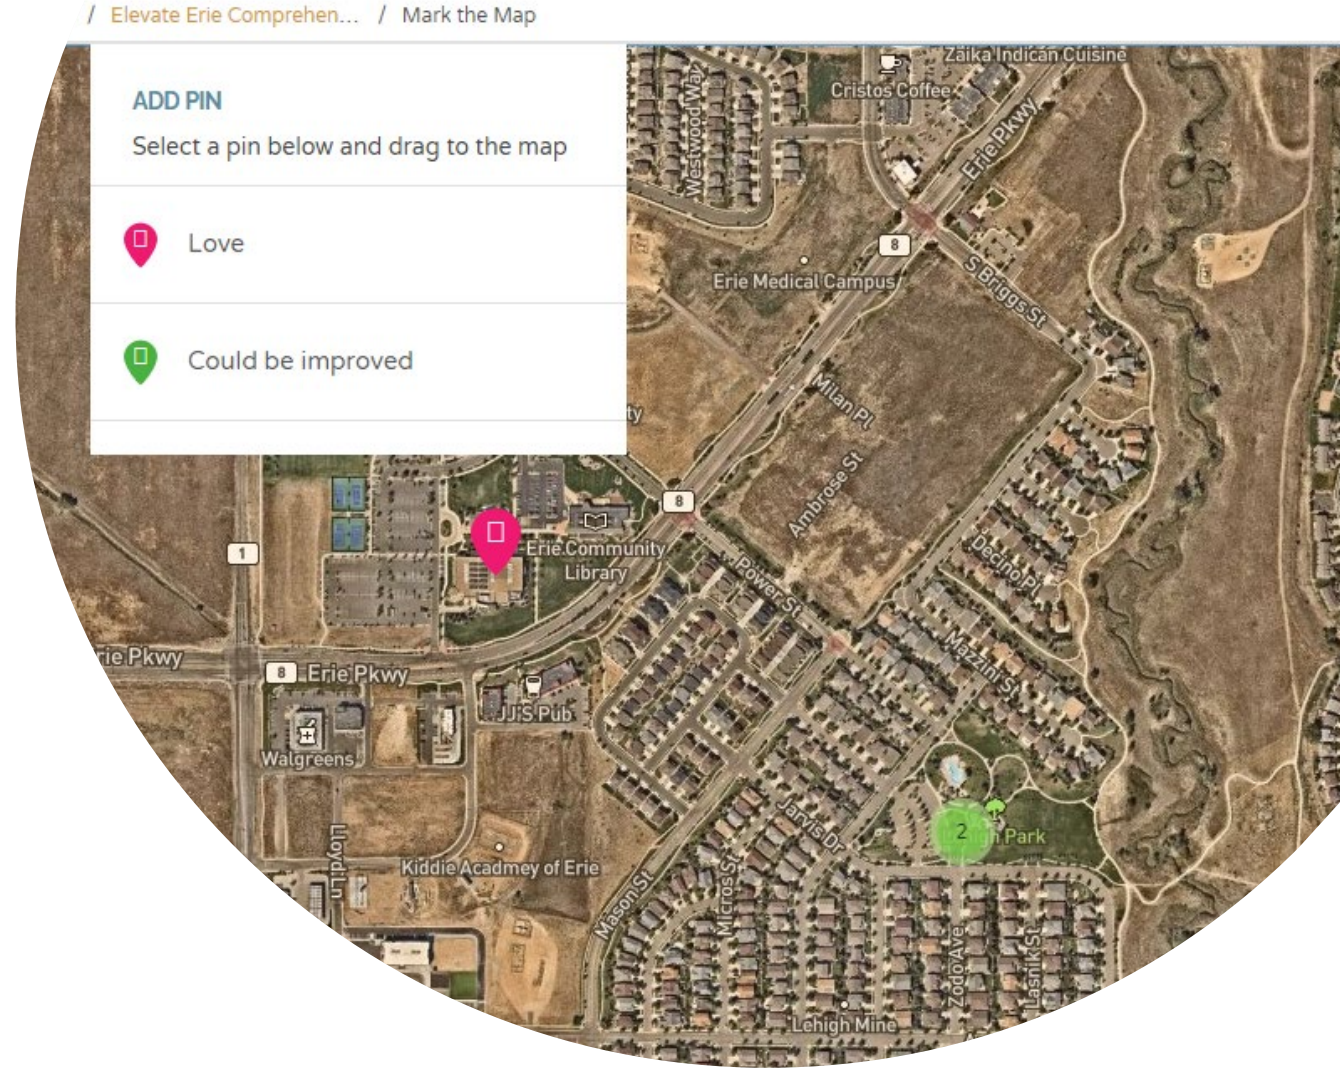 / Elevate Erie Comprehen... / Mark the Map
ADD PIN
Select a pin below and drag to the map
Love
Could be improved
Zaika Indican Cuisine
Cristos Coffee
Westwood Way
Erie Pkwy
8
S Briggs St
Erie Medical Campus
Milan Pl
Ambrose St
8
1
Erie Community
Library
Power St
Decino Pl
Mazzini St
rie Pkwy
8
Erie Pkwy
JJ'S Pub
Walgreens
Jarvis Dr
2
Park
Lloyd Ln
Kiddie Acadmey of Erie
Mason St
Micros St
Zodo Ave
Lasnik St
Lehigh Mine